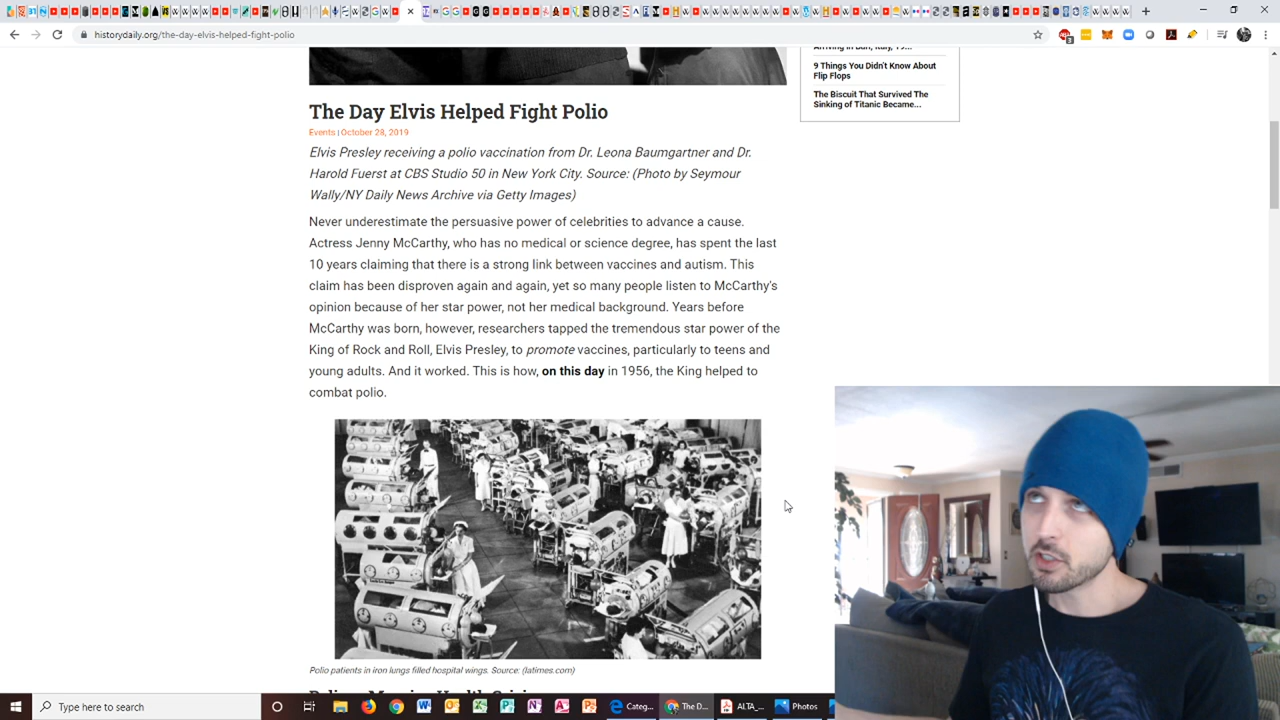 historydaily.org/the-day-elvis-helped-fight-polio
3
9 Things You Didn't Know About
Flip Flops
The Biscuit That Survived The
Sinking of Titanic Became...
The Day Elvis Helped Fight Polio
Events | October 28, 2019
Elvis Presley receiving a polio vaccination from Dr. Leona Baumgartner and Dr.
Harold Fuerst at CBS Studio 50 in New York City. Source: (Photo by Seymour
Wally/NY Daily News Archive via Getty Images)
Never underestimate the persuasive power of celebrities to advance a cause.
Actress Jenny McCarthy, who has no medical or science degree, has spent the last
10 years claiming that there is a strong link between vaccines and autism. This
claim has been disproven again and again, yet so many people listen to McCarthy's
opinion because of her star power, not her medical background. Years before
McCarthy was born, however, researchers tapped the tremendous star power of the
King of Rock and Roll, Elvis Presley, to promote vaccines, particularly to teens and
young adults. And it worked. This is how, on this day in 1956, the King helped to
combat polio.
Polio patients in iron lungs filled hospital wings. Source: (latimes.com)
Type here to search
Categ...
The D...
ALTA_...
Photos